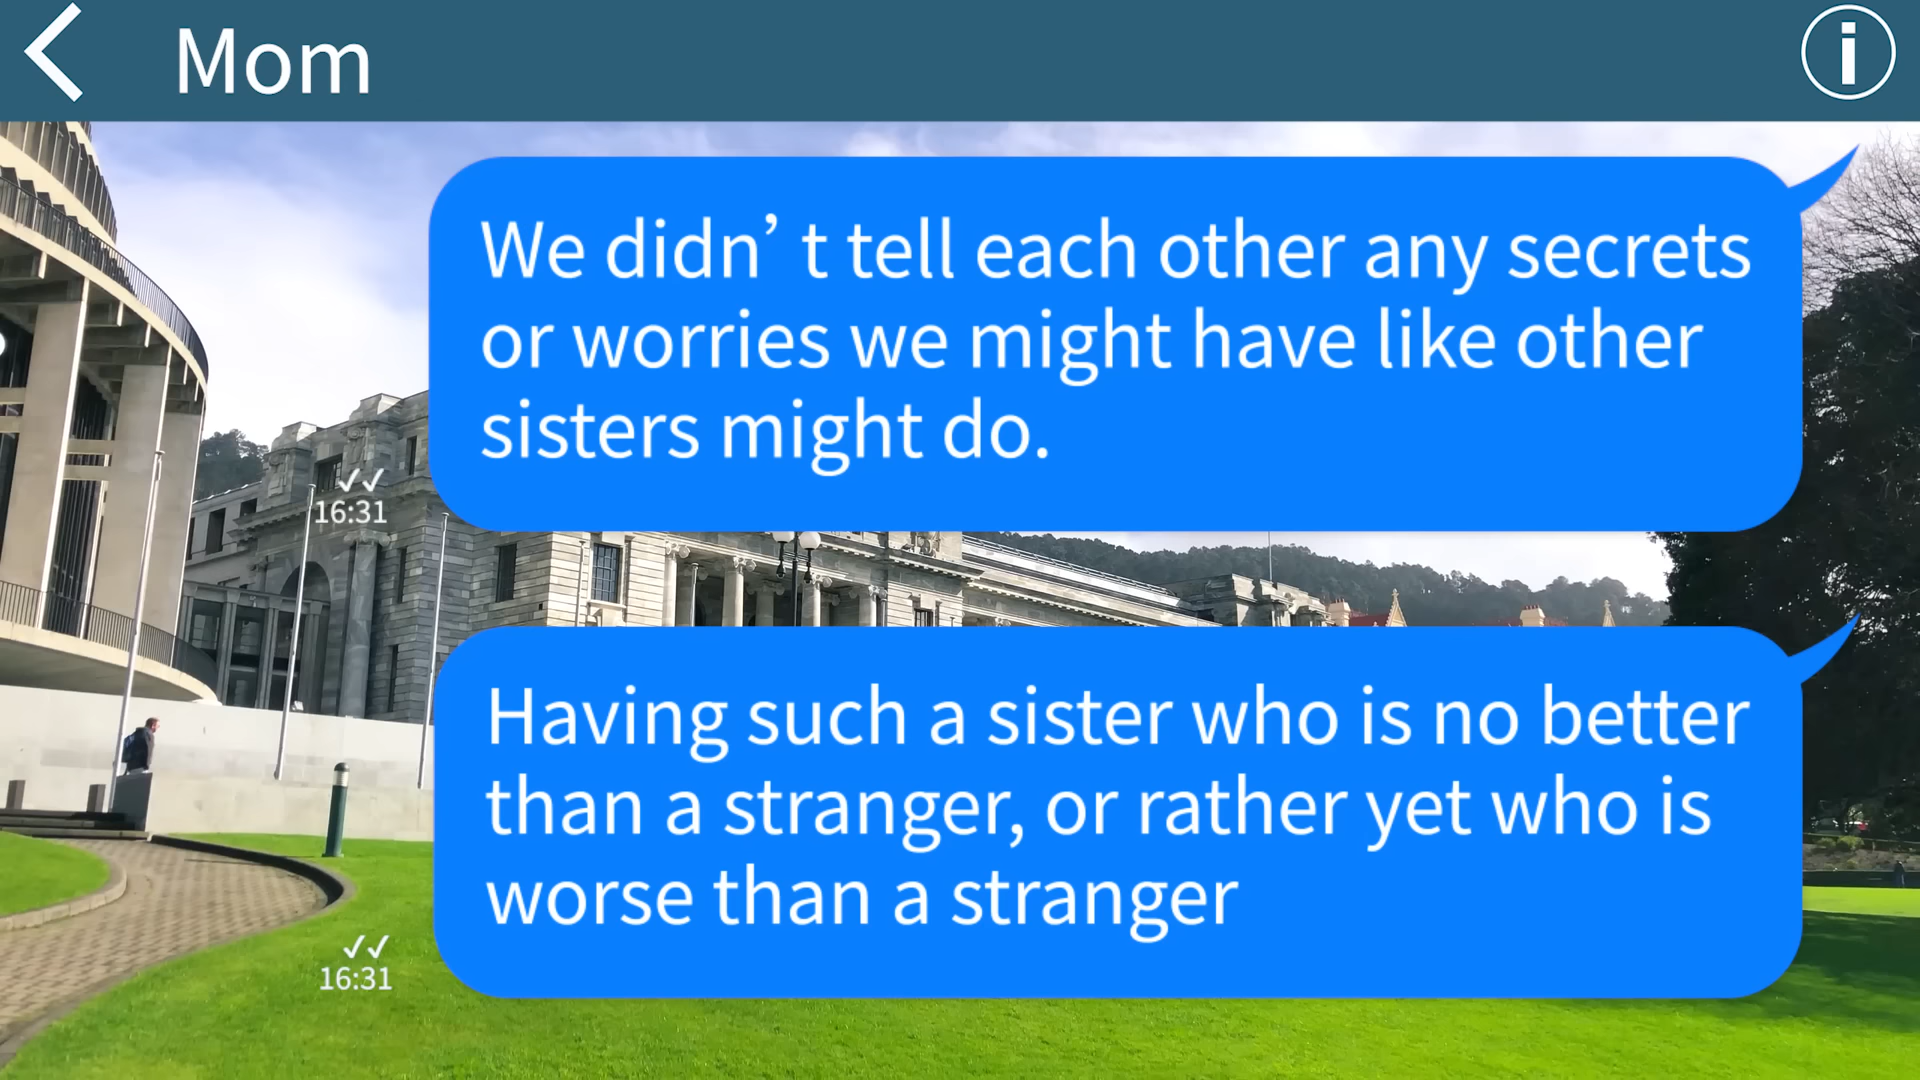 Mom
We didn’ t tell each other any secrets
or worries we might have like other
sisters might do.
16:31
Having such a sister who is no better
than a stranger, or rather yet who is
worse than a stranger
16:31